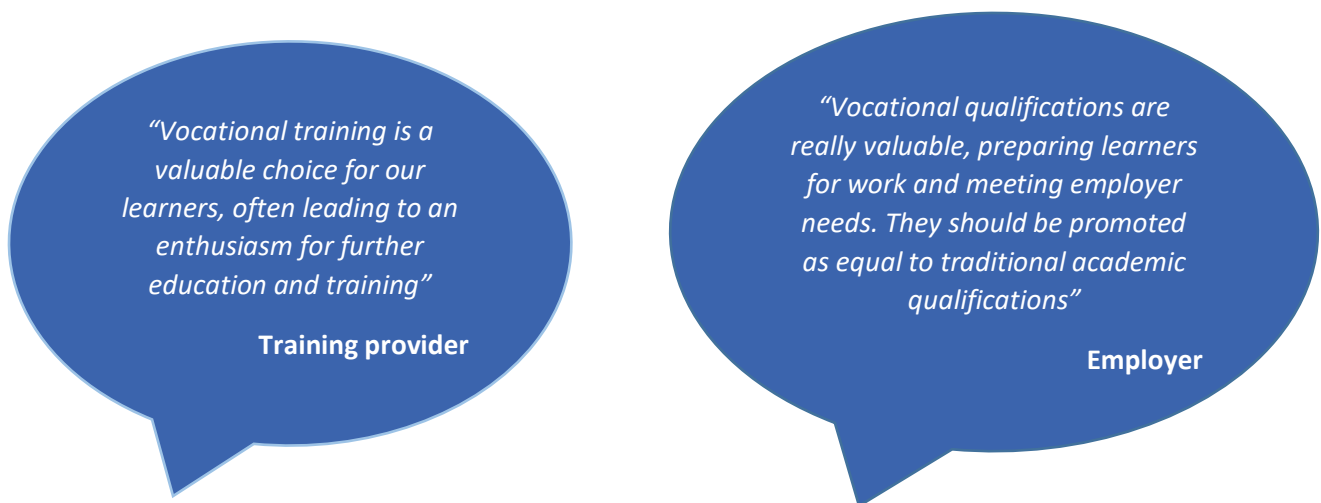 “Vocational training is a
valuable choice for our
learners, often leading to an
enthusiasm for further
education and training”
Training provider
“Vocational qualifications are
really valuable, preparing learners
for work and meeting employer
needs. They should be promoted
as equal to traditional academic
qualifications”
Employer